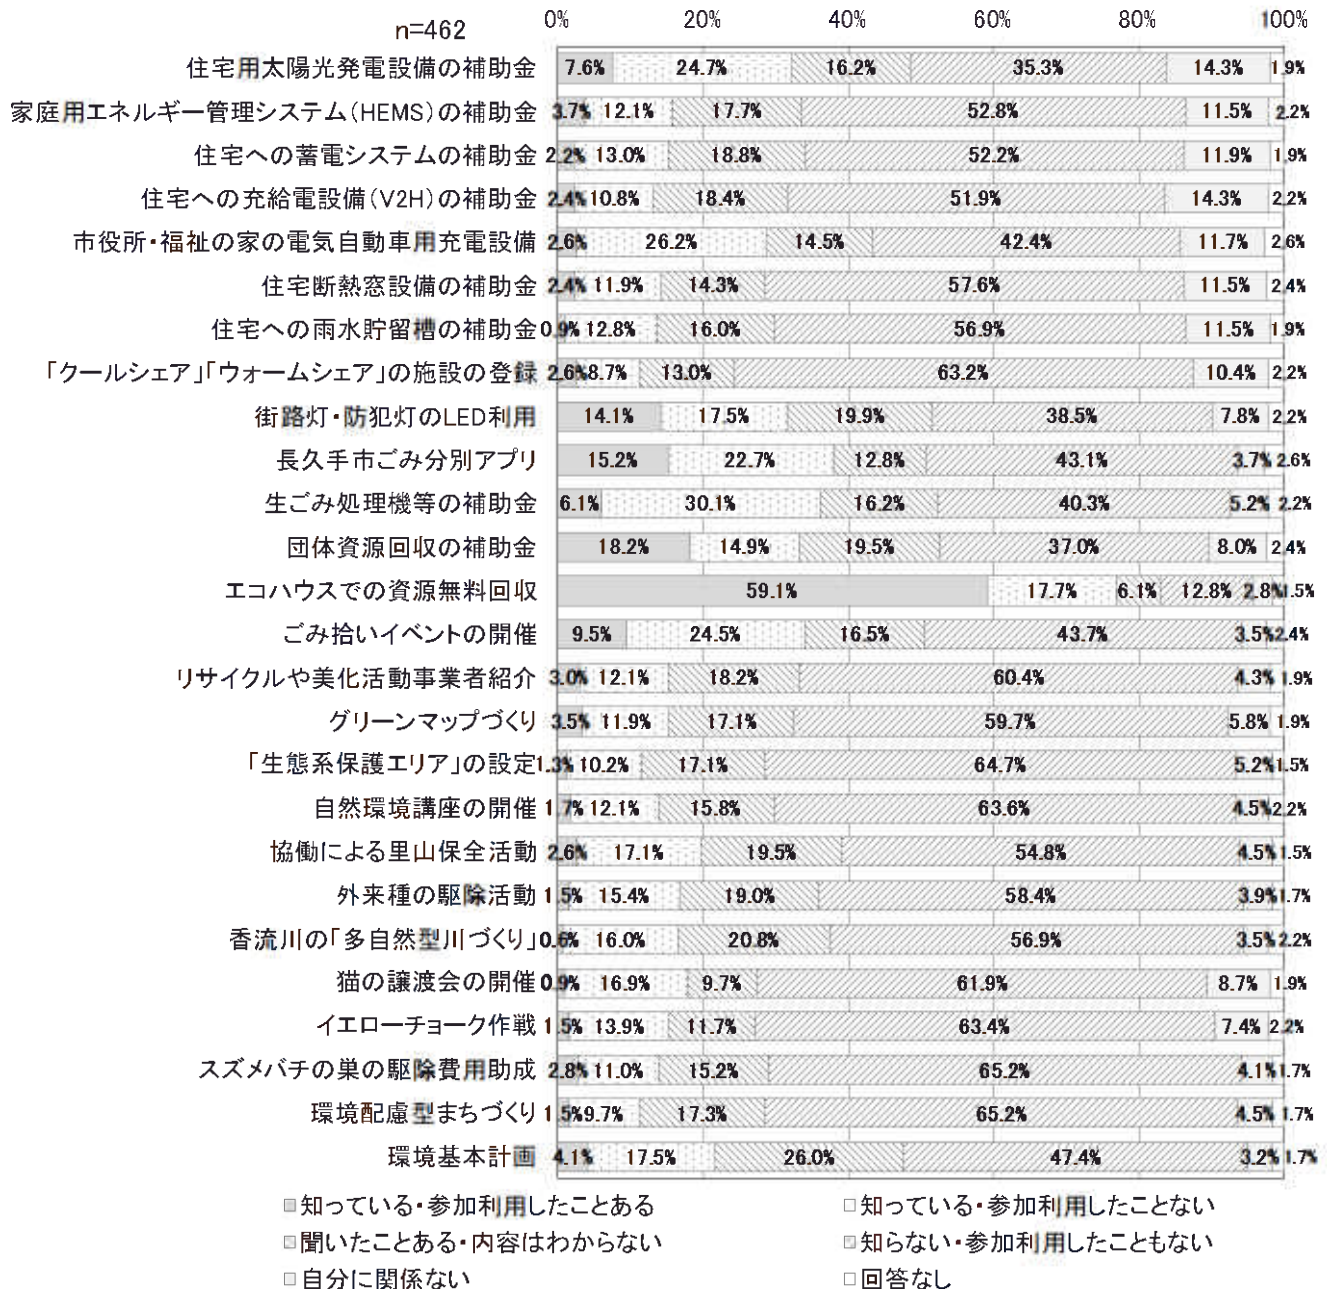 n=462
0% 20% 40% 60% 80% 100%
住宅用太陽光発電設備の補助金 7.6% 24.7% 16.2% 35.3% 14.3% 1.9%
家庭用エネルギー管理システム(HEMS)の補助金 3.7% 12.1% 17.7% 52.8% 11.5% 2.2%
住宅への蓄電システムの補助金 2.2% 13.0% 18.8% 52.2% 11.9% 1.9%
住宅への充給電設備(V2H)の補助金 2.4% 10.8% 18.4% 51.9% 14.3% 2.2%
市役所・福祉の家の電気自動車用充電設備 2.6% 26.2% 14.5% 42.4% 11.7% 2.6%
住宅断熱窓設備の補助金 2.4% 11.9% 14.3% 57.6% 11.5% 2.4%
住宅への雨水貯留槽の補助金 0.9% 12.8% 16.0% 56.9% 11.5% 1.9%
「クールシェア」「ウォームシェア」の施設の登録 2.6% 8.7% 13.0% 63.2% 10.4% 2.2%
街路灯・防犯灯のLED利用 14.1% 17.5% 19.9% 38.5% 7.8% 2.2%
長久手市ごみ分別アプリ 15.2% 22.7% 12.8% 43.1% 3.7% 2.6%
生ごみ処理機等の補助金 6.1% 30.1% 16.2% 40.3% 5.2% 2.2%
団体資源回収の補助金 18.2% 14.9% 19.5% 37.0% 8.0% 2.4%
エコハウスでの資源無料回収 59.1% 17.7% 6.1% 12.8% 2.8% 1.5%
ごみ拾いイベントの開催 9.5% 24.5% 16.5% 43.7% 3.5% 2.4%
リサイクルや美化活動事業者紹介 3.0% 12.1% 18.2% 60.4% 4.3% 1.9%
グリーンマップづくり 3.5% 11.9% 17.1% 59.7% 5.8% 1.9%
「生態系保護エリア」の設定 1.3% 10.2% 17.1% 64.7% 5.2% 1.5%
自然環境講座の開催 1.7% 12.1% 15.8% 63.6% 4.5% 2.2%
協働による里山保全活動 2.6% 17.1% 19.5% 54.8% 4.5% 1.5%
外来種の駆除活動 1.5% 15.4% 19.0% 58.4% 3.9% 1.7%
香流川の「多自然型川づくり」 0.6% 16.0% 20.8% 56.9% 3.5% 2.2%
猫の譲渡会の開催 0.9% 16.9% 9.7% 61.9% 8.7% 1.9%
イエローチョーク作戦 1.5% 13.9% 11.7% 63.4% 7.4% 2.2%
スズメバチの巣の駆除費用助成 2.8% 11.0% 15.2% 65.2% 4.1% 1.7%
環境配慮型まちづくり 1.5% 9.7% 17.3% 65.2% 4.5% 1.7%
環境基本計画 4.1% 17.5% 26.0% 47.4% 3.2% 1.7%
知っている・参加利用したことある 知っている・参加利用したことない
聞いたことある・内容はわからない 知らない・参加利用したこともない
自分に関係ない 回答なし